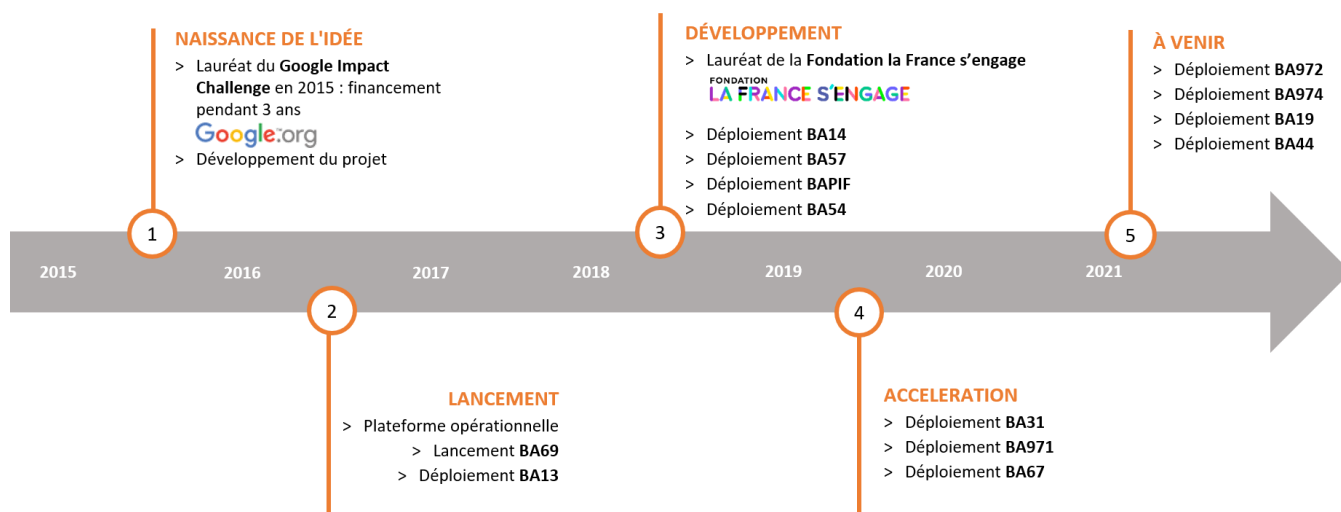 NAISSANCE DE L'IDÉE
> Lauréat du Google Impact
Challenge en 2015 : financement
pendant 3 ans
Google.org
> Développement du projet
DÉVELOPPEMENT
> Lauréat de la Fondation la France s'engage
FONDATION
LA FRANCE S'ENGAGE
> Déploiement BA14
> Déploiement BA57
> Déploiement BAPIF
> Déploiement BA54
À VENIR
> Déploiement BA972
> Déploiement BA974
> Déploiement BA19
> Déploiement BA44
1
3
5
2015 2016 2017 2018 2019 2020 2021
2
4
LANCEMENT
> Plateforme opérationnelle
> Lancement BA69
> Déploiement BA13
ACCELERATION
> Déploiement BA31
> Déploiement BA971
> Déploiement BA67